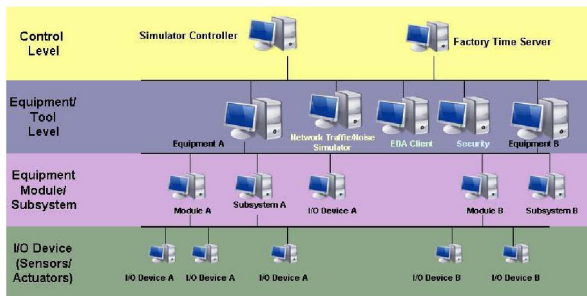 Control
Level
Simulator Controller
Factory Time Server
Equipment/
Tool
Level
Equipment A
Network Traffic/Noise
Simulator
EDA Client
Security
Equipment B
Equipment
Module/
Subsystem
Module A
Subsystem A
I/O Device A
Module B
Subsystem B
I/O Device
(Sensors/
Actuators)
I/O Device A
I/O Device A
I/O Device A
I/O Device B
I/O Device B